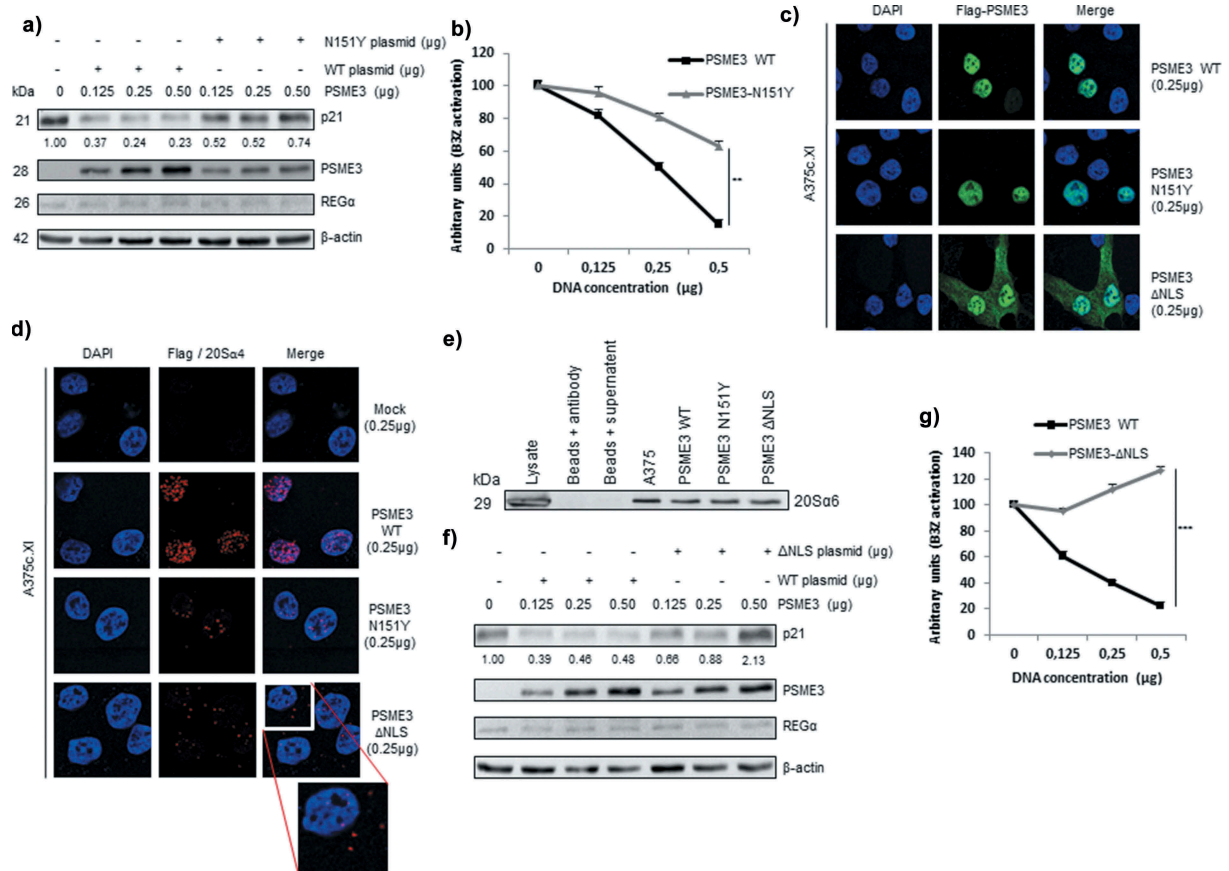 a)
- - - - + + + N151Y plasmid (µg)
- + + + - - - WT plasmid (µg)
kDa 0 0.125 0.25 0.50 0.125 0.25 0.50 PSME3 (µg)
21 p21
1.00 0.37 0.24 0.23 0.52 0.52 0.74
28 PSME3
26 REGα
42 β-actin
b)
Arbitrary units (B3Z activation)
120
100
80
60
40
20
0
0 0,125 0,25 0,5
DNA concentration (µg)
PSME3 WT
PSME3-N151Y
**
c)
DAPI Flag-PSME3 Merge
A375c.XI
PSME3 WT
(0.25µg)
PSME3
N151Y
(0.25µg)
PSME3
ΔNLS
(0.25µg)
d)
DAPI Flag / 20Sα4 Merge
A375c.XI
Mock
(0.25µg)
PSME3
WT
(0.25µg)
PSME3
N151Y
(0.25µg)
PSME3
ΔNLS
(0.25µg)
e)
Lysate
Beads + antibody
Beads + supernatent
A375
PSME3 WT
PSME3 N151Y
PSME3 ΔNLS
kDa
29 20Sα6
f)
- - - - + + + ΔNLS plasmid (µg)
- + + + - - - WT plasmid (µg)
0 0.125 0.25 0.50 0.125 0.25 0.50 PSME3 (µg)
p21
1.00 0.39 0.46 0.48 0.66 0.88 2.13
PSME3
REGα
β-actin
g)
PSME3 WT
PSME3-ΔNLS
Arbitrary units (B3Z activation)
140
120
100
80
60
40
20
0
0 0,125 0,25 0,5
DNA concentration (µg)
***